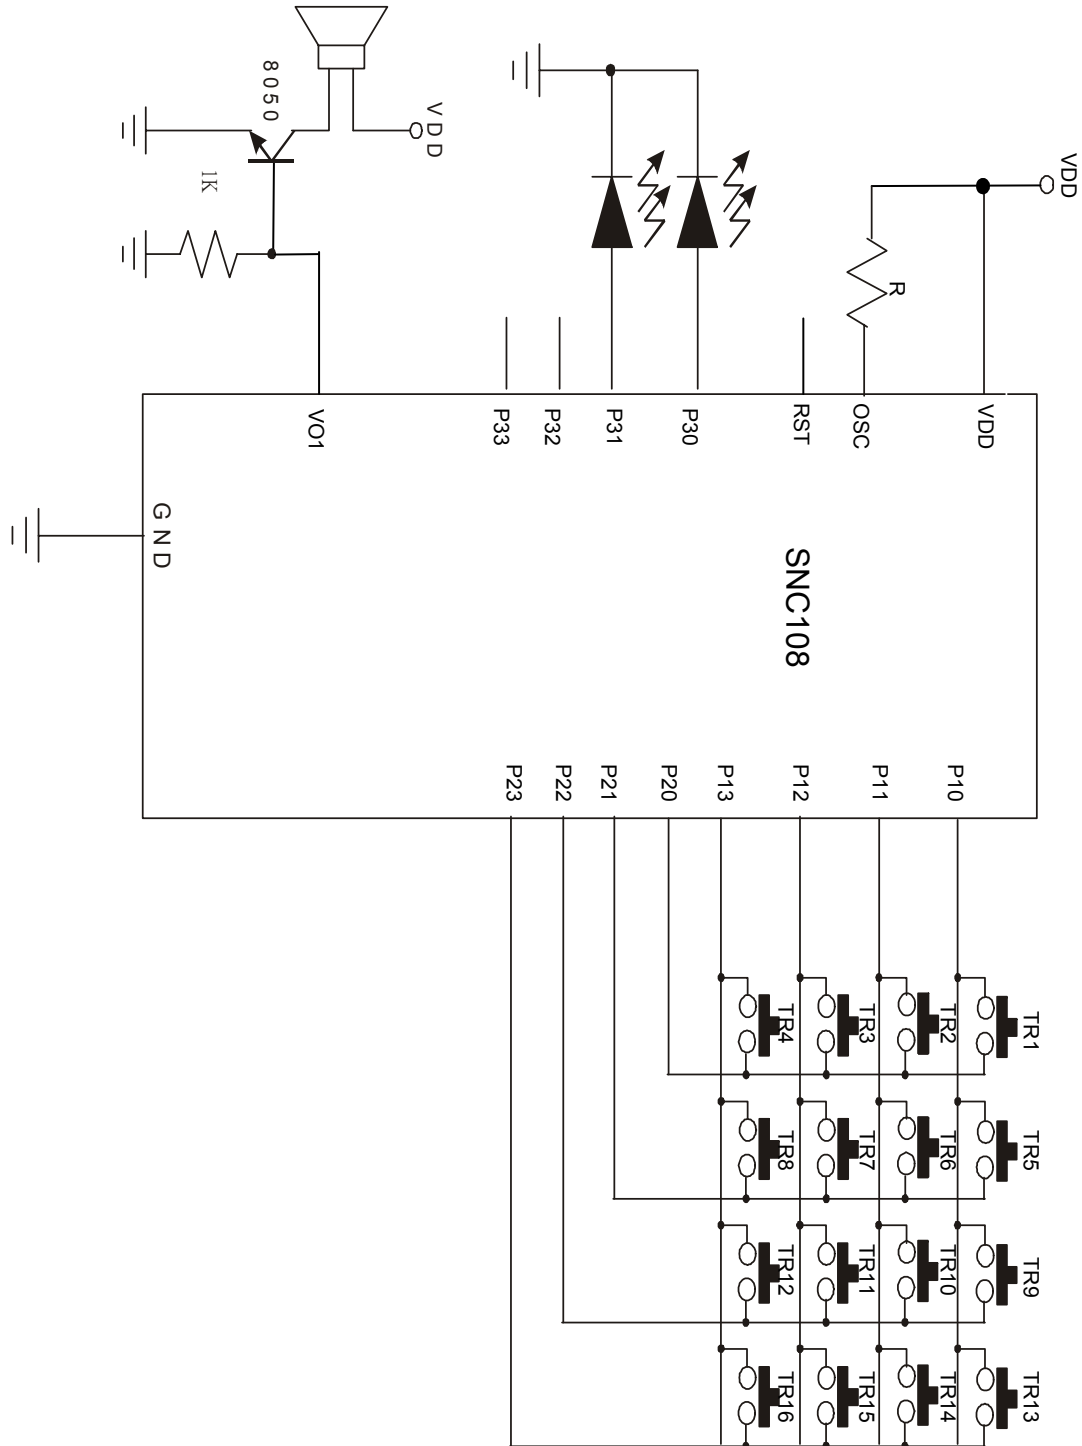 8050
VDD
1K
VDD
R
VO1
P33
P32
P31
P30
RST
OSC
VDD
GND
SNC108
P23
P22
P21
P20
P13
P12
P11
P10
TR4
TR3
TR2
TR1
TR8
TR7
TR6
TR5
TR12
TR11
TR10
TR9
TR16
TR15
TR14
TR13